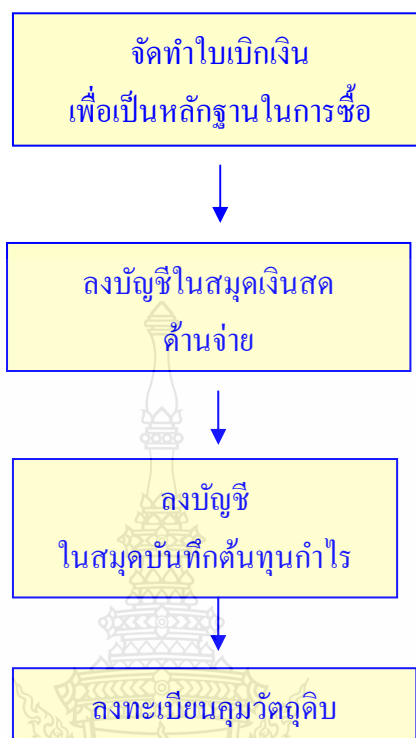 จัดทำใบเบิกเงิน
เพื่อเป็นหลักฐานในการซื้อ
ลงบัญชีในสมุดเงินสด
ด้านจ่าย
ลงบัญชี
ในสมุดบันทึกต้นทุนกำไร
ลงทะเบียนคุมวัตถุดิบ